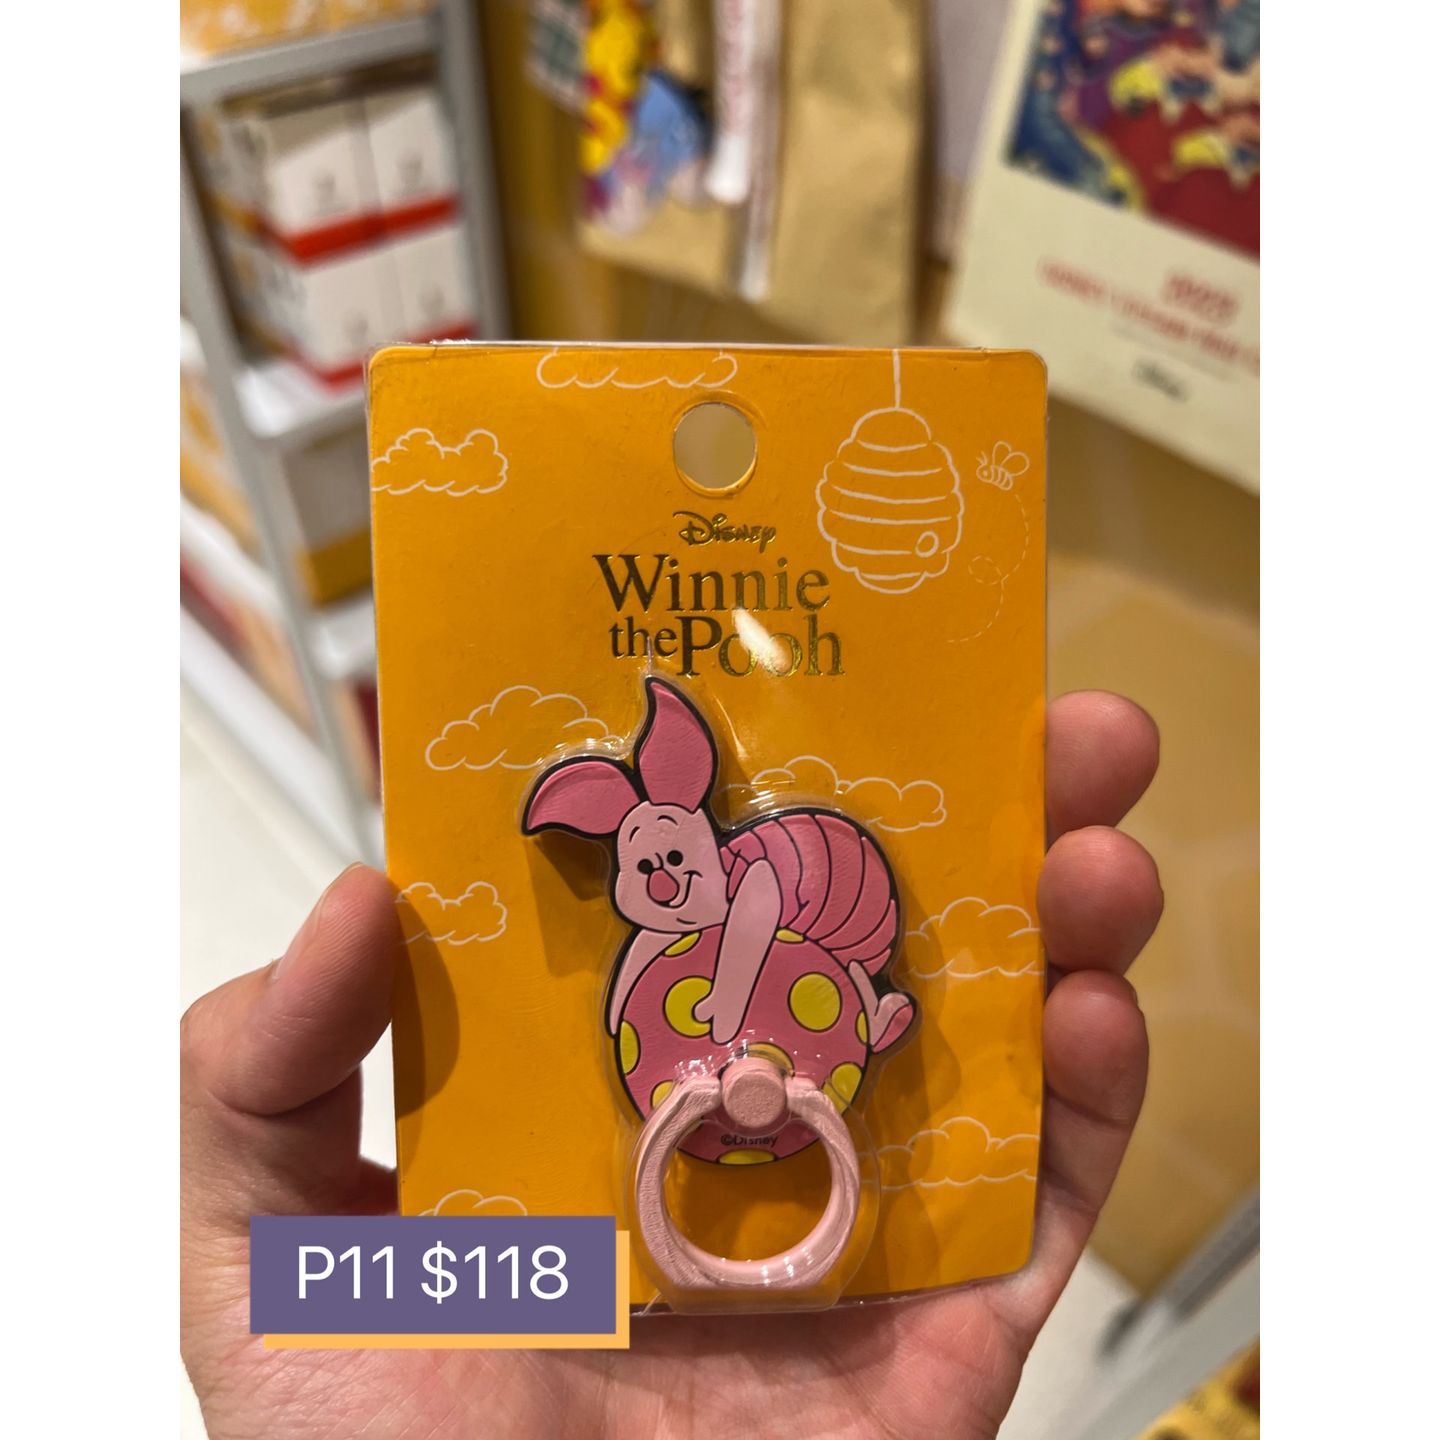 Disney
Winnie
the Pooh
©Disney
P11 $118